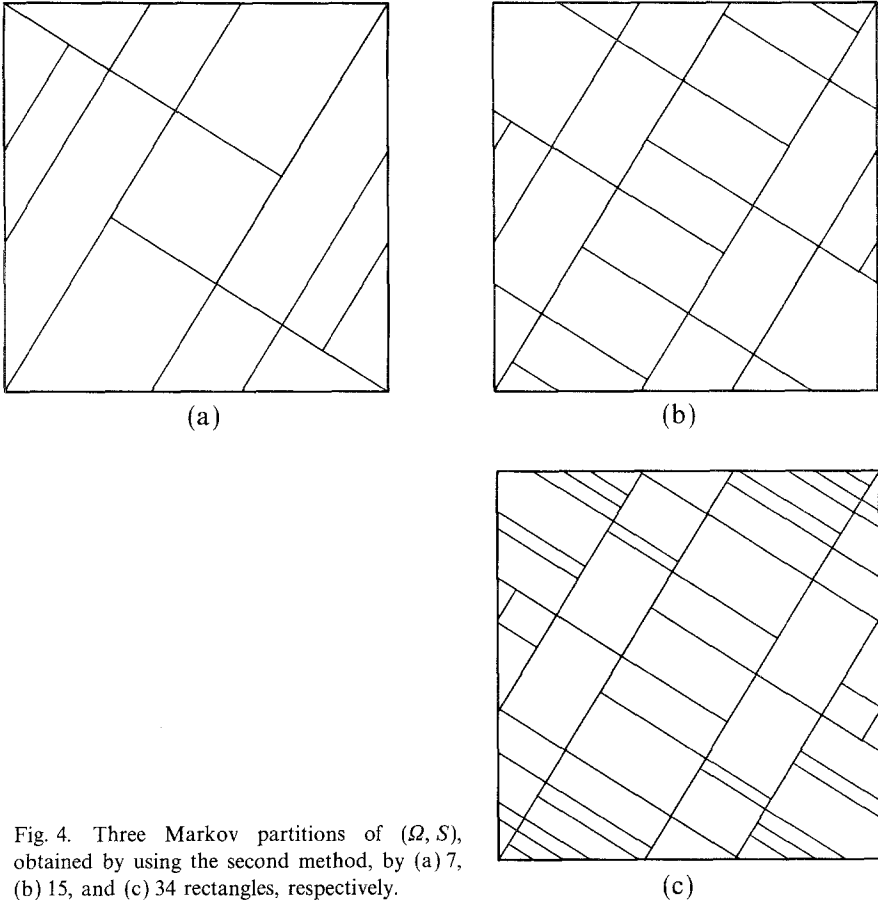 (a)
(b)
Fig. 4. Three Markov partitions of (Ω, S),
obtained by using the second method, by (a) 7,
(b) 15, and (c) 34 rectangles, respectively.
(c)